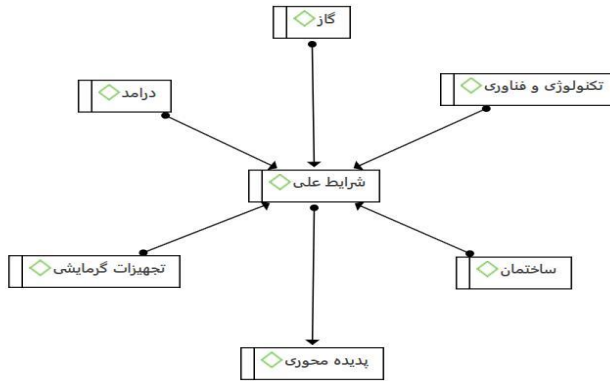 گاز
تکنولوژی و فناوری
درامد
شرایط علی
تجهیزات گرمایشی
ساختمان
پدیده محوری